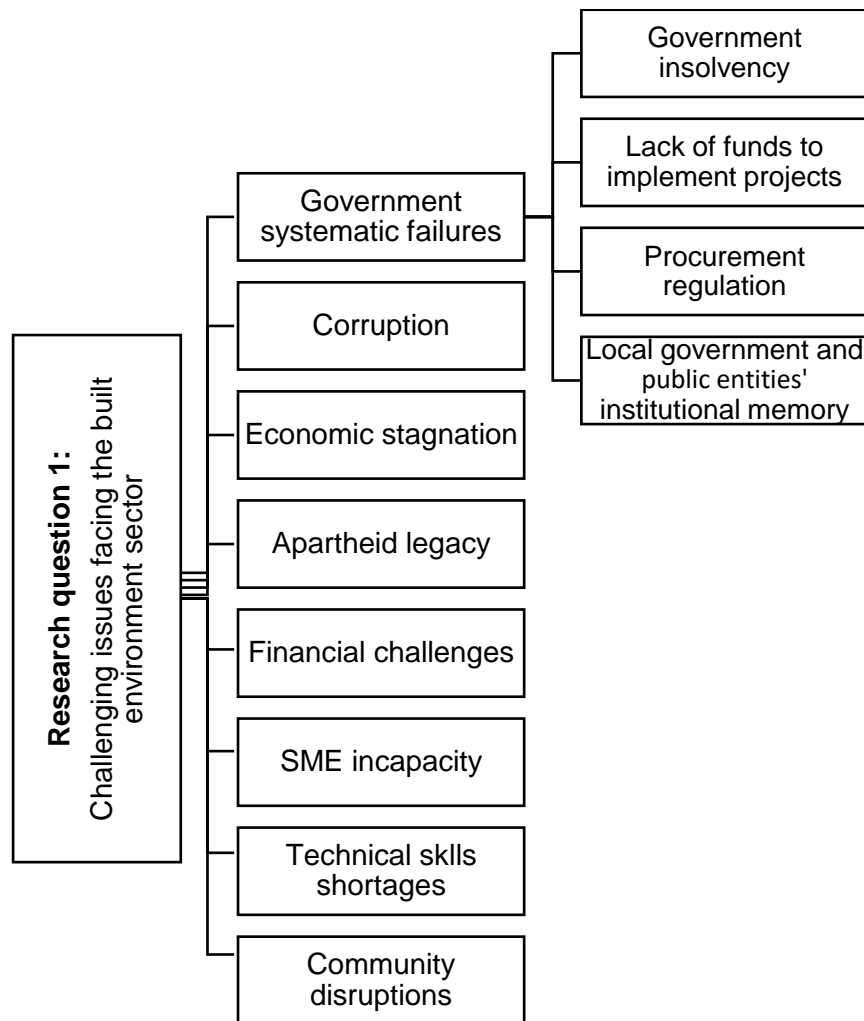 Research question 1:
Challenging issues facing the built
environment sector
Government
systematic failures
Corruption
Economic stagnation
Apartheid legacy
Financial challenges
SME incapacity
Technical sklls
shortages
Community
disruptions
Government
insolvency
Lack of funds to
implement projects
Procurement
regulation
Local government and
public entities'
institutional memory